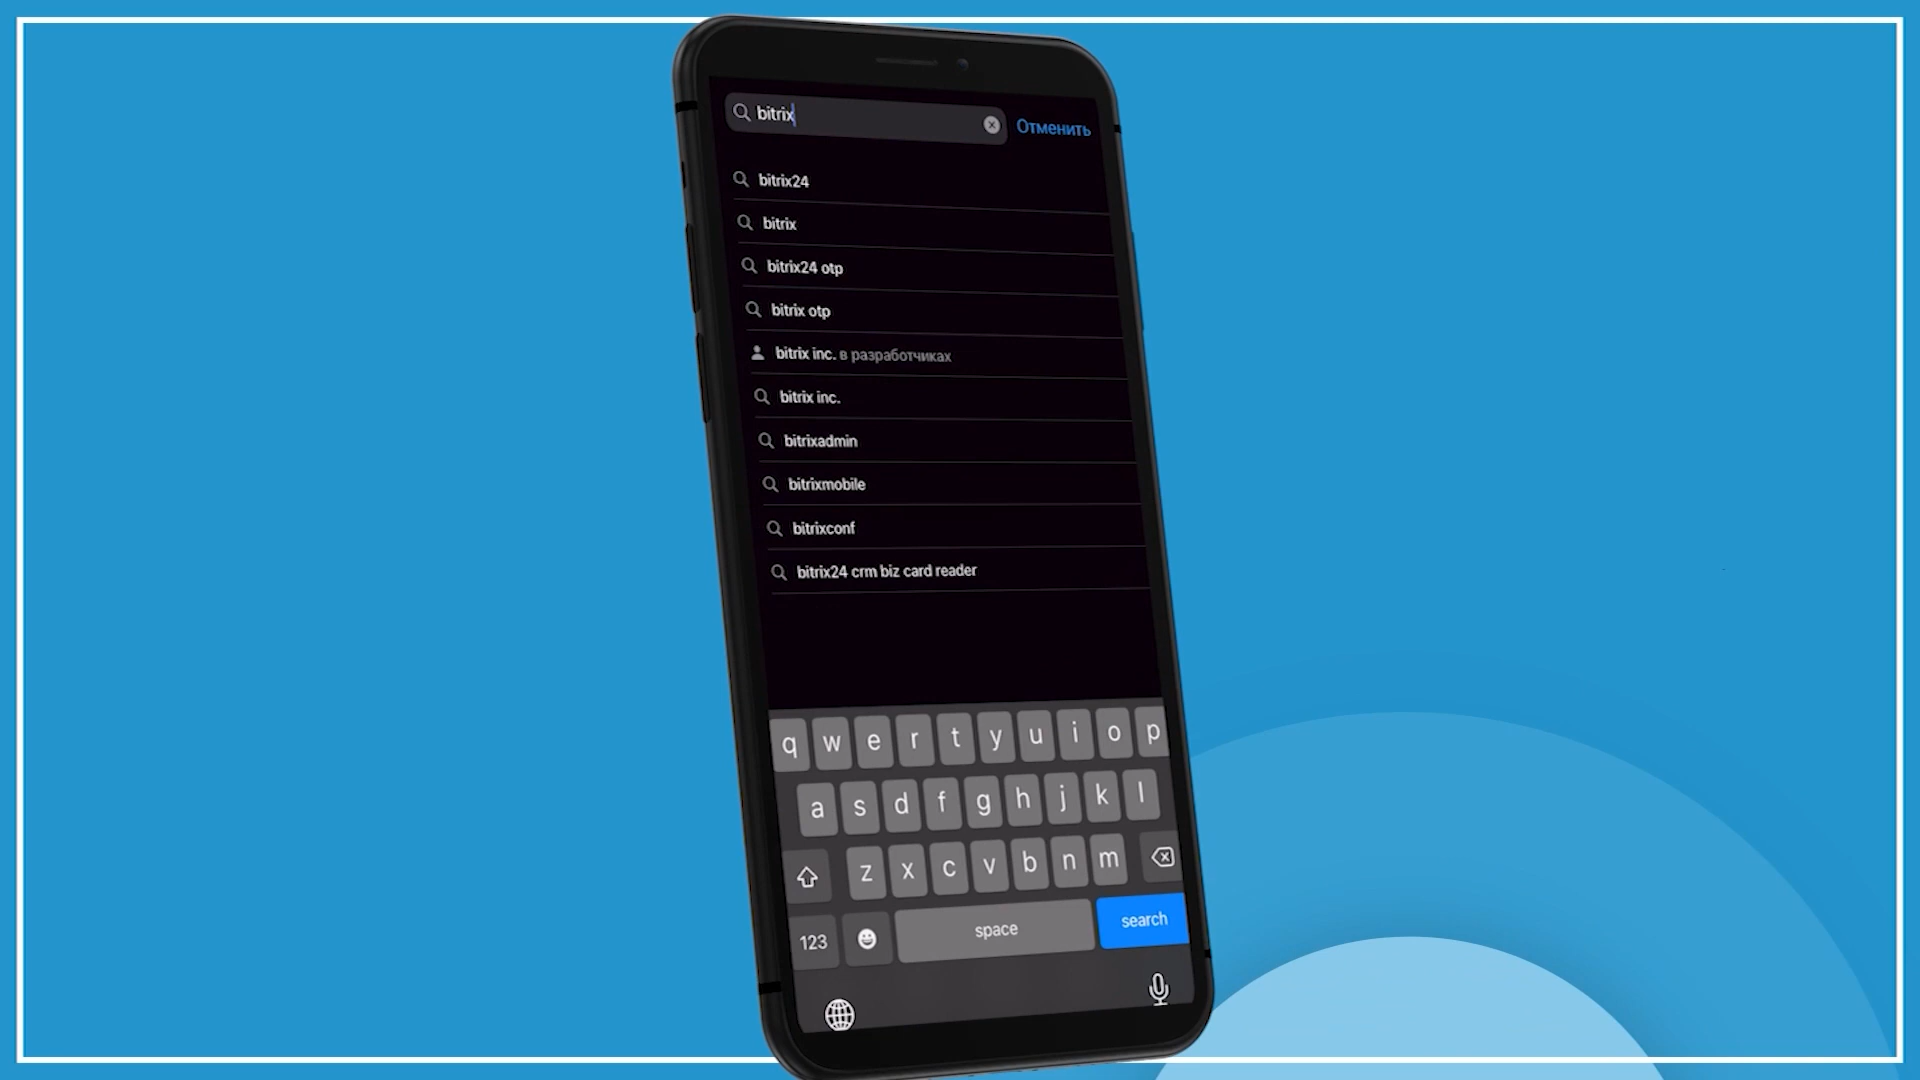 bitrix
Отменить
bitrix24
bitrix
bitrix24 otp
bitrix otp
bitrix inc. в разработчиках
bitrix inc.
bitrixadmin
bitrixmobile
bitrixconf
bitrix24 crm biz card reader
q w e r t y u i o p
a s d f g h j k l
z x c v b n m
123 space search